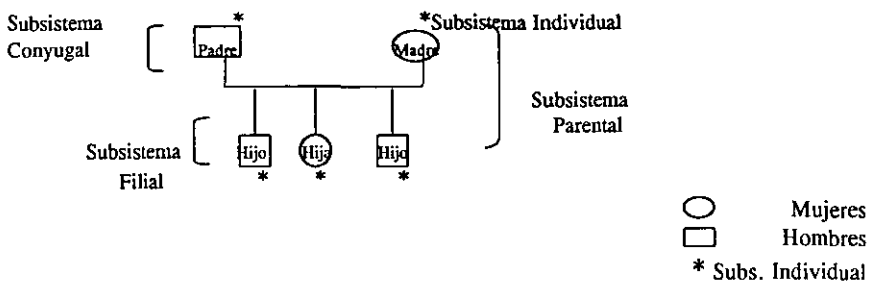 Subsistema
Conyugal
*
Padre
*Subsistema Individual
Madre
Subsistema
Parental
Subsistema
Filial
Hijo
Hija
Hijo
* * *
Mujeres
Hombres
* Subs. Individual